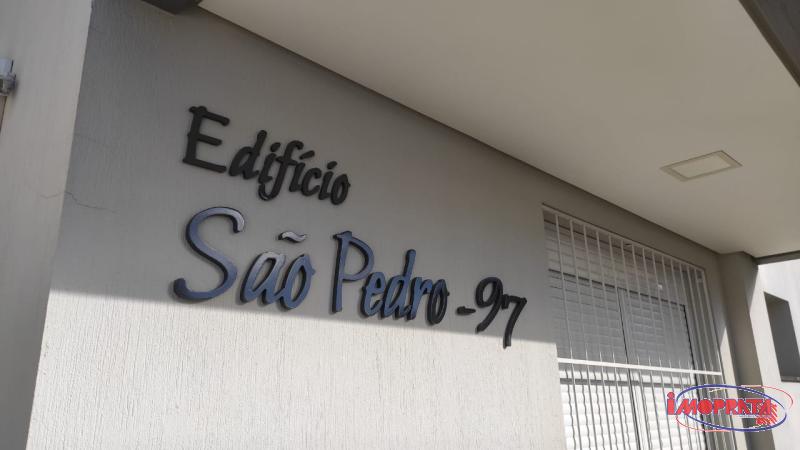 Edifício
São Pedro - 97
IMOPRATA